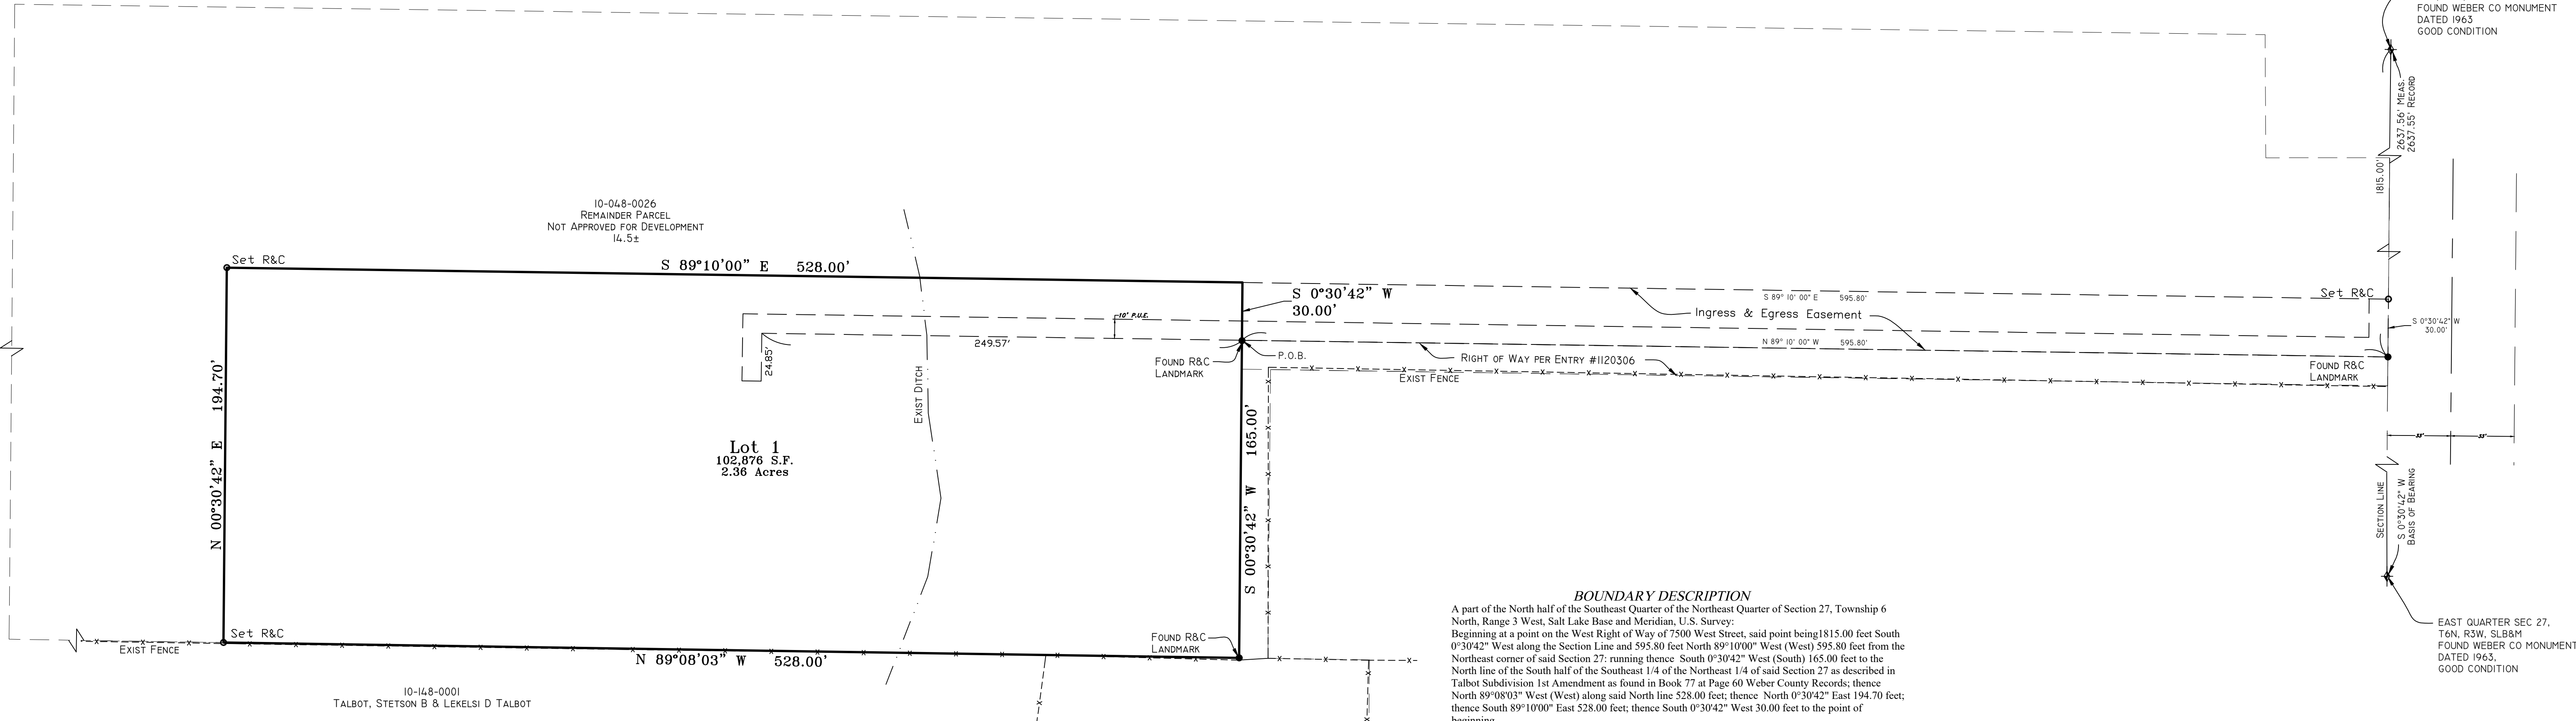 FOUND WEBER CO MONUMENT
DATED 1963
GOOD CONDITION
2637.56' MEAS.
2637.55' RECORD
1815.00'
10-048-0026
REMAINDER PARCEL
NOT APPROVED FOR DEVELOPMENT
14.5±
Set R&C
S 89°10'00" E 528.00'
S 0°30'42" W
30.00'
S 89° 10' 00" E 595.80'
Set R&C
Ingress & Egress Easement
S 0°30'42" W
30.00'
10' P.U.E.
249.57'
24.85'
N 89° 10' 00" W 595.80'
P.O.B.
FOUND R&C
LANDMARK
RIGHT OF WAY PER ENTRY #1120306
EXIST FENCE
FOUND R&C
LANDMARK
EXIST DITCH
N 00°30'42" E 194.70'
S 00°30'42" W 165.00'
33'
33'
Lot 1
102,876 S.F.
2.36 Acres
SECTION LINE
S 0°30'42" W
BASIS OF BEARING
Set R&C
EXIST FENCE
N 89°08'03" W 528.00'
FOUND R&C
LANDMARK
EAST QUARTER SEC 27,
T6N, R3W, SLB&M
FOUND WEBER CO MONUMENT
DATED 1963,
GOOD CONDITION
10-148-0001
TALBOT, STETSON B & LEKELSI D TALBOT
BOUNDARY DESCRIPTION
A part of the North half of the Southeast Quarter of the Northeast Quarter of Section 27, Township 6
North, Range 3 West, Salt Lake Base and Meridian, U.S. Survey:
Beginning at a point on the West Right of Way of 7500 West Street, said point being1815.00 feet South
0°30'42" West along the Section Line and 595.80 feet North 89°10'00" West (West) 595.80 feet from the
Northeast corner of said Section 27: running thence South 0°30'42" West (South) 165.00 feet to the
North line of the South half of the Southeast 1/4 of the Northeast 1/4 of said Section 27 as described in
Talbot Subdivision 1st Amendment as found in Book 77 at Page 60 Weber County Records; thence
North 89°08'03" West (West) along said North line 528.00 feet; thence North 0°30'42" East 194.70 feet;
thence South 89°10'00" East 528.00 feet; thence South 0°30'42" West 30.00 feet to the point of
beginning